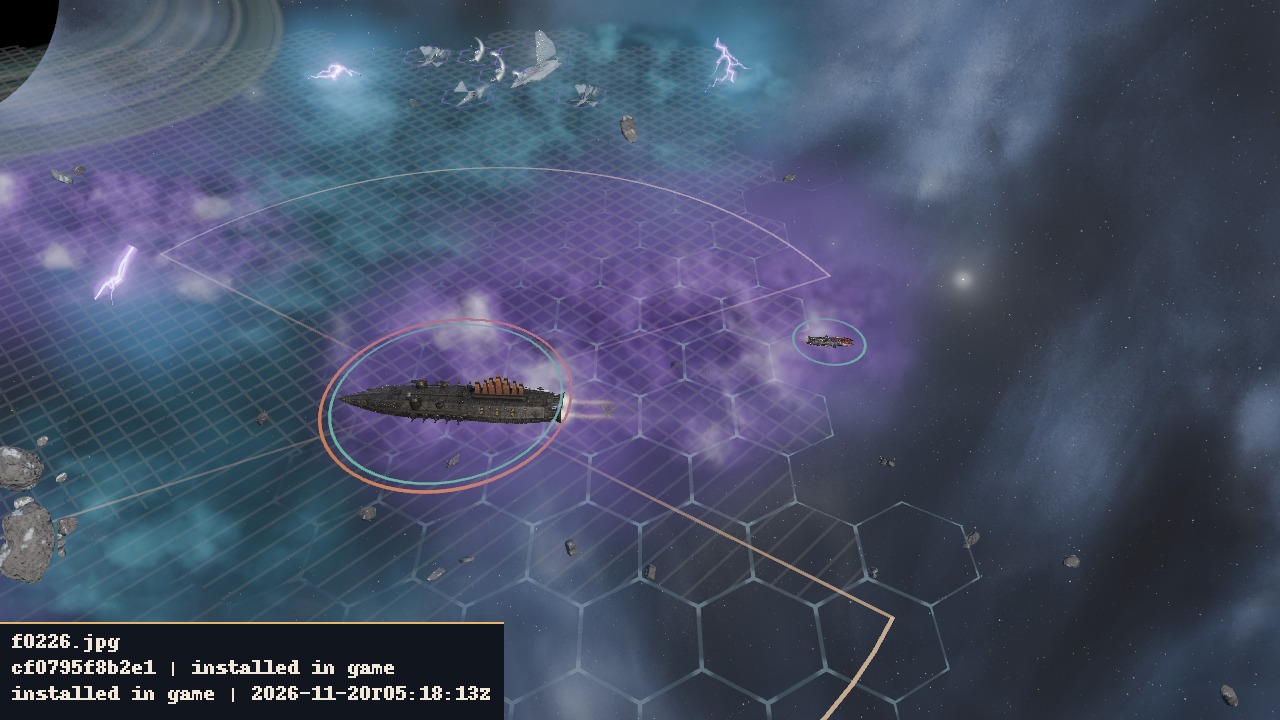 f0226.jpg
cf0795f8b2e1 | installed in game
installed in game | 2026-11-20T05:18:13Z